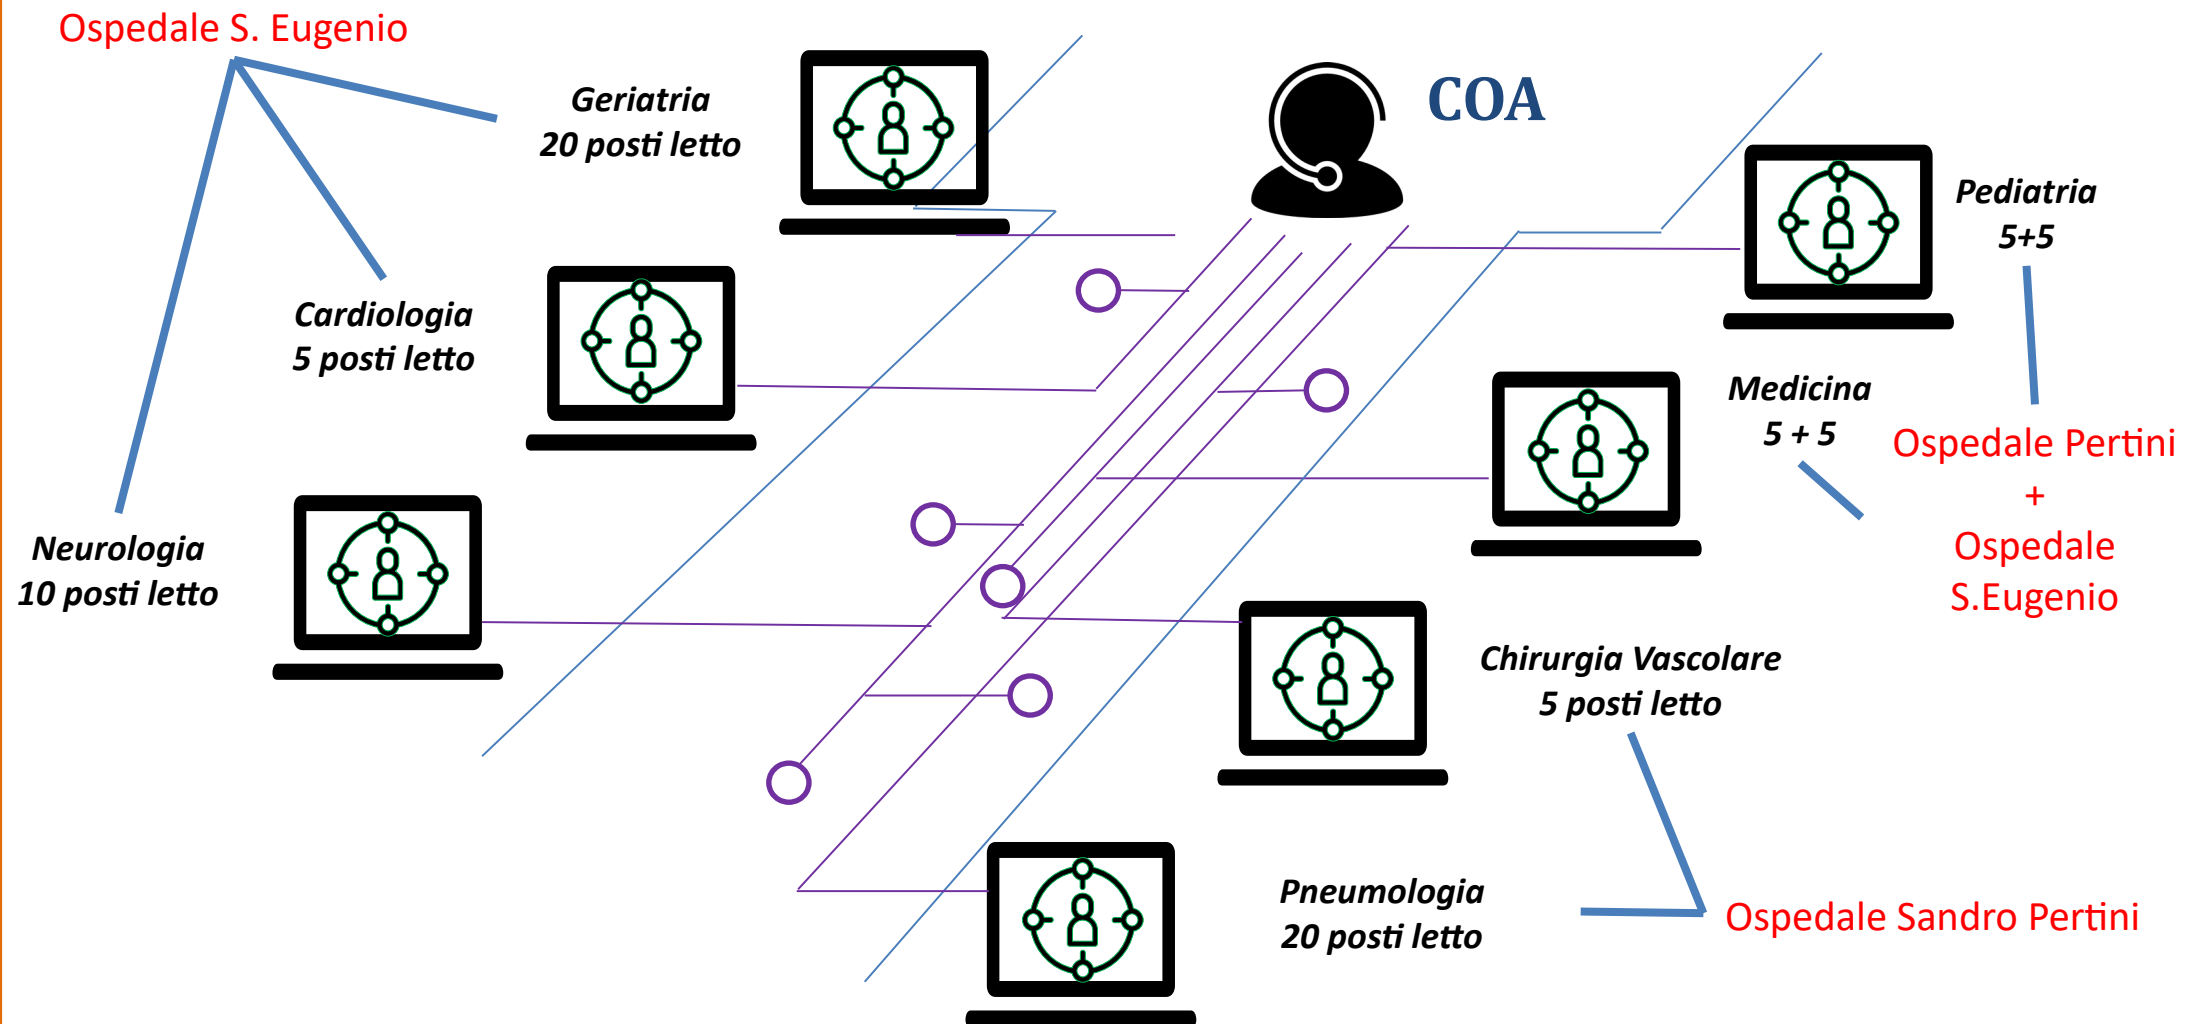 Ospedale S. Eugenio
Geriatria
20 posti letto
COA
Pediatria
5+5
Cardiologia
5 posti letto
Medicina
5 + 5
Ospedale Pertini
+
Ospedale
S.Eugenio
Neurologia
10 posti letto
Chirurgia Vascolare
5 posti letto
Pneumologia
20 posti letto
Ospedale Sandro Pertini